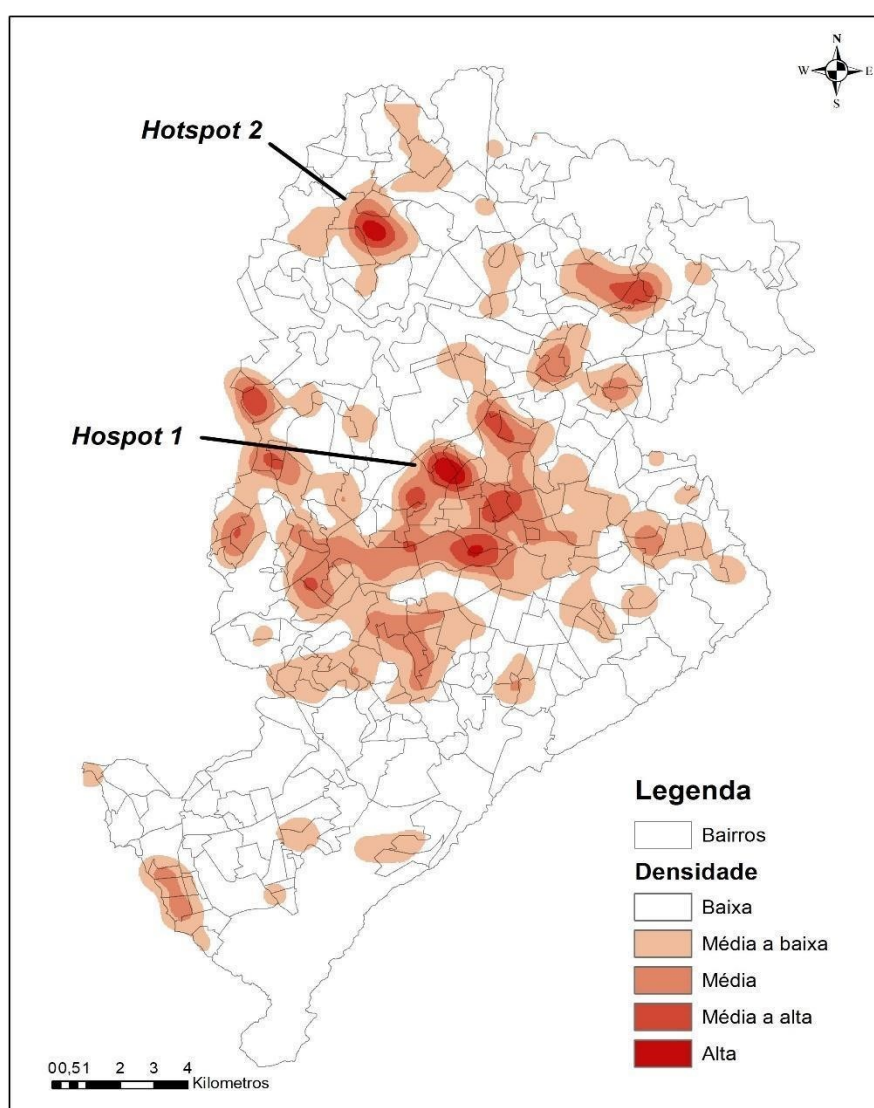 N
W E
S
Hotspot 2
Hospot 1
Legenda
Bairros
Densidade
Baixa
Média a baixa
Média
Média a alta
Alta
00,51 2 3 4
Kilometros